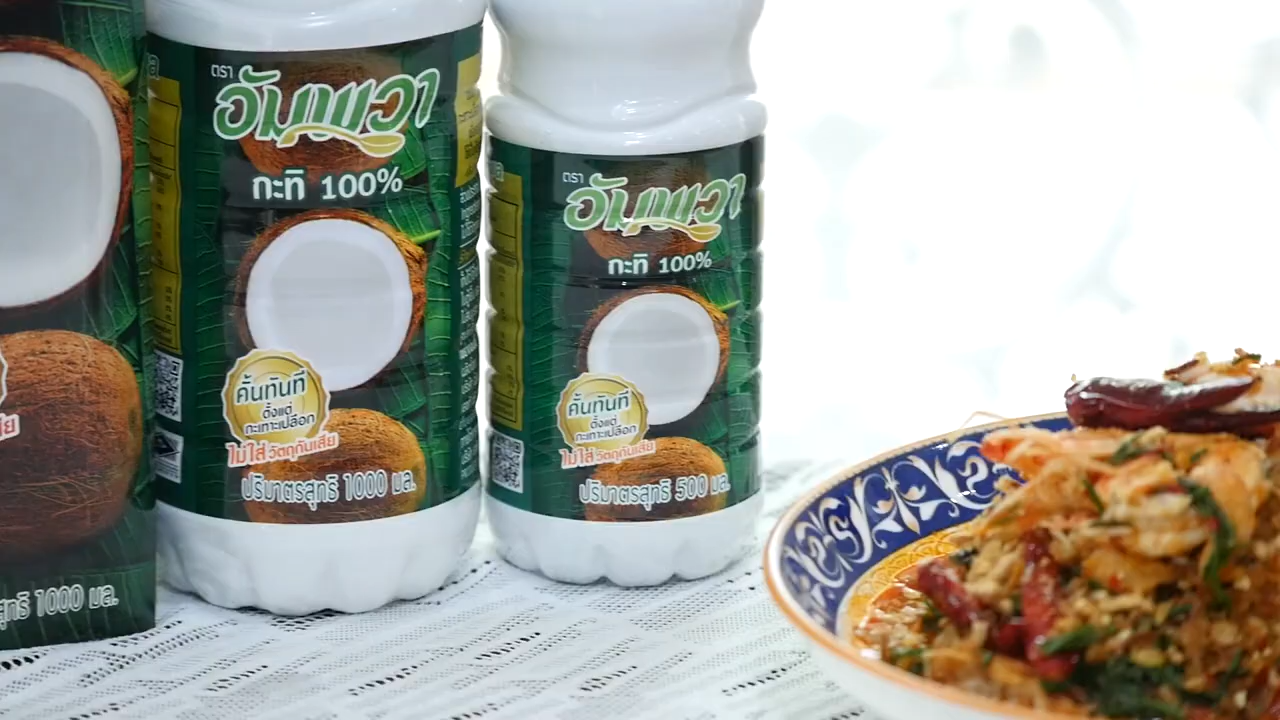 ตรา
อัมพวา
กะทิ 100%
คั้นทันที
ตั้งแต่
กะเทาะเปลือก
ไม่ใส่วัตถุกันเสีย
ปริมาตรสุทธิ 1000 มล.
ตรา
อัมพวา
กะทิ 100%
คั้นทันที
ตั้งแต่
กะเทาะเปลือก
ไม่ใส่วัตถุกันเสีย
ปริมาตรสุทธิ 500 มล.
สุทธิ 1000 มล.